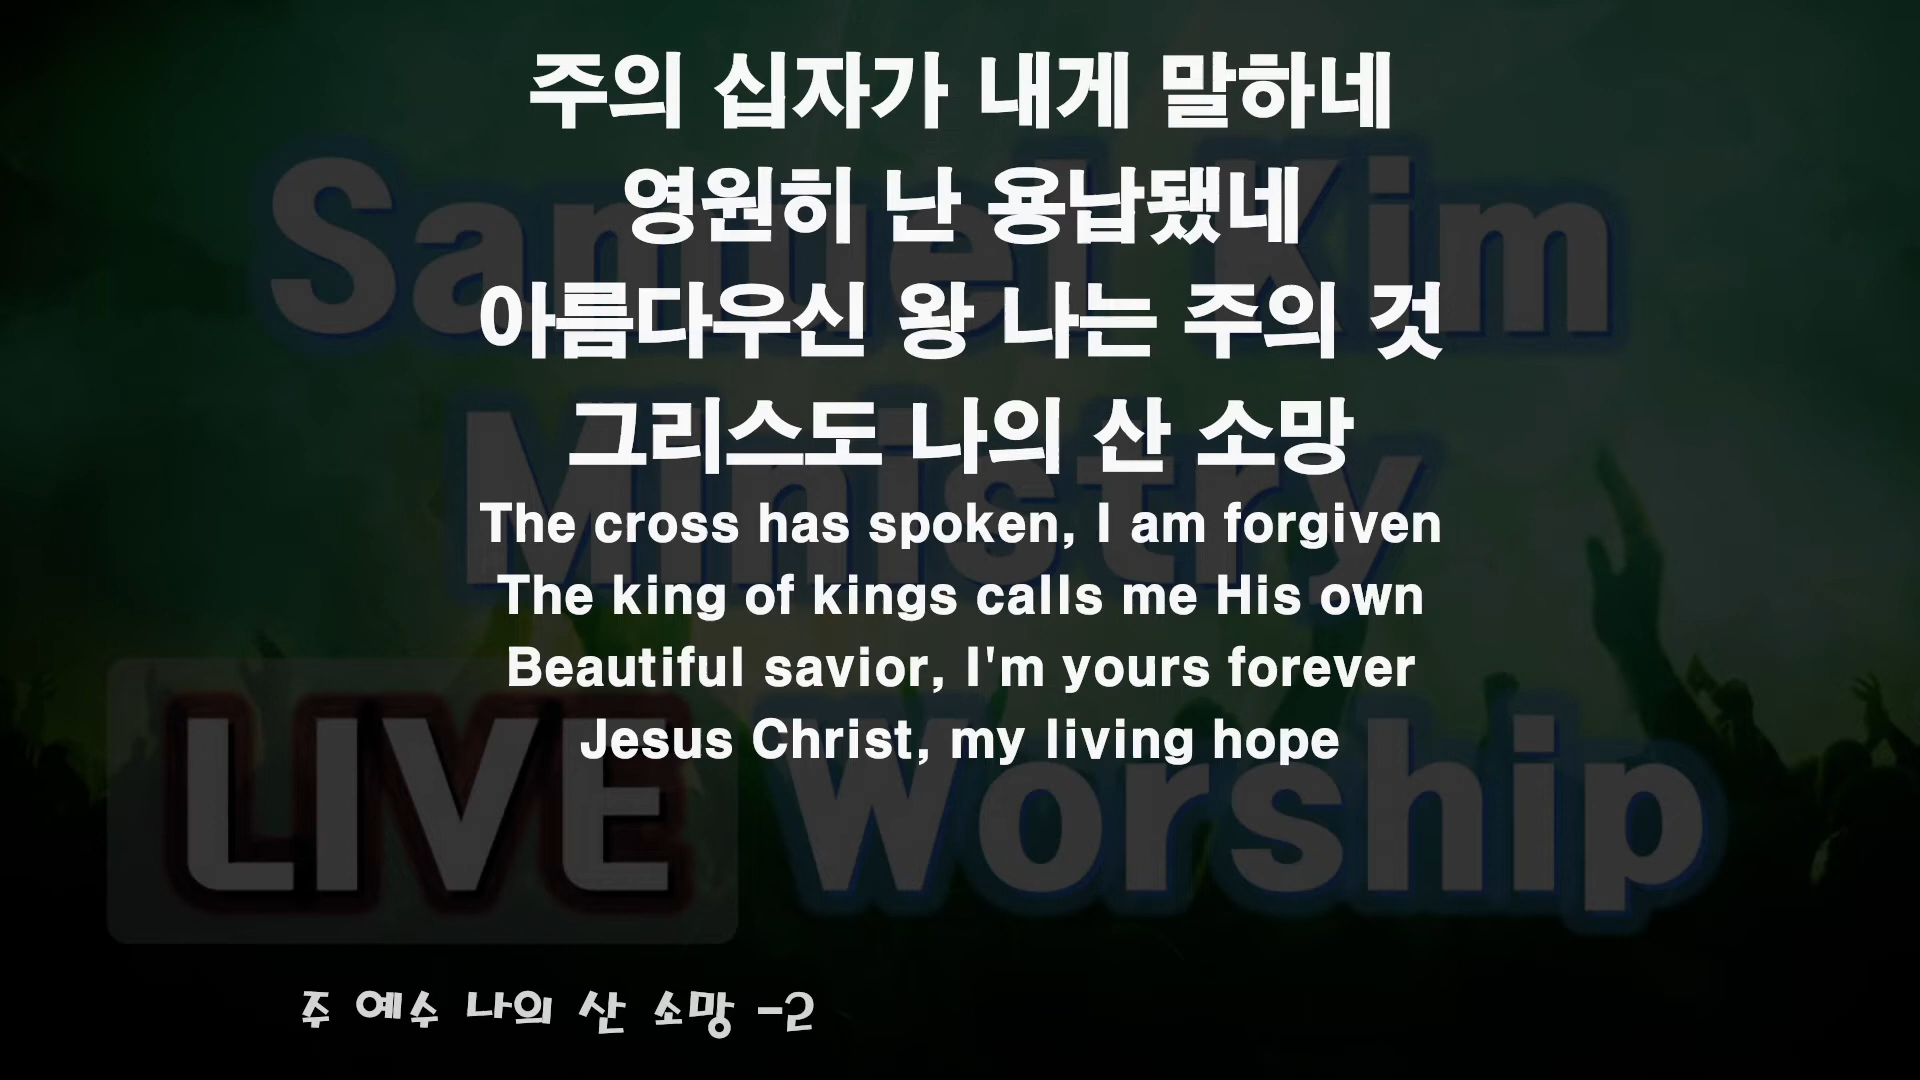 주의 십자가 내게 말하네
영원히 난 용납됐네
아름다우신 왕 나는 주의 것
그리스도 나의 산 소망
The cross has spoken, I am forgiven
The king of kings calls me His own
Beautiful savior, I'm yours forever
Jesus Christ, my living hope
Samuel Kim
Ministry
LIVE Worship
주 예수 나의 산 소망 -2